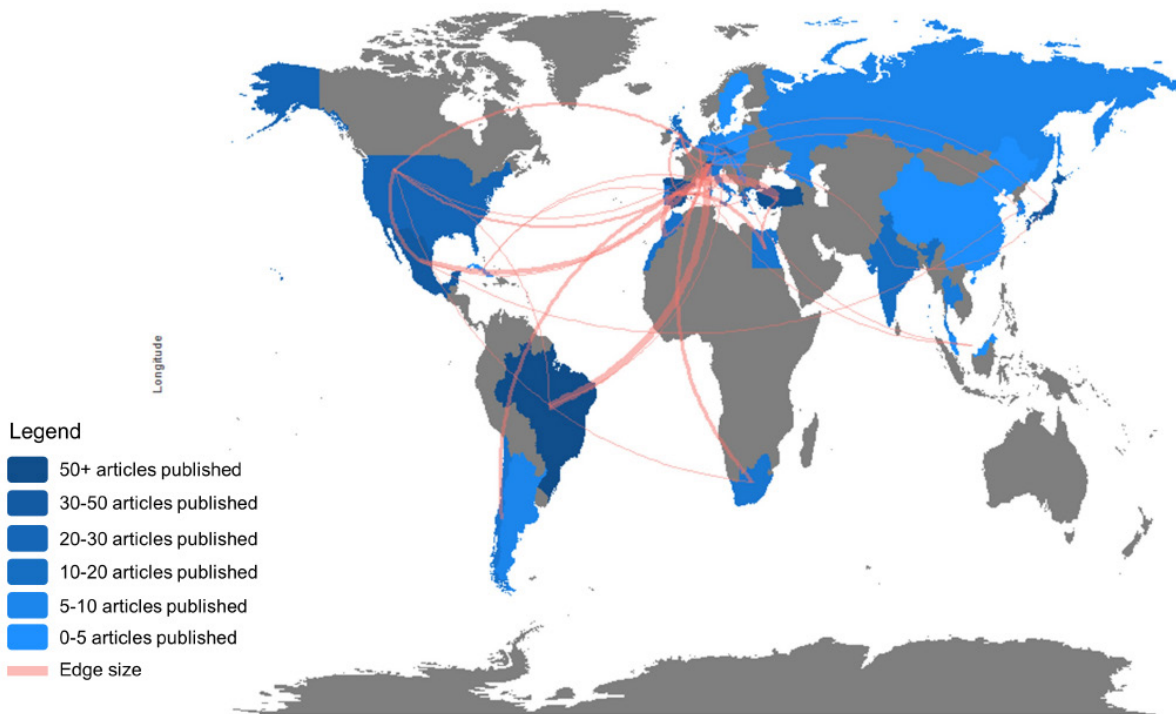 Longitude
Legend
50+ articles published
30-50 articles published
20-30 articles published
10-20 articles published
5-10 articles published
0-5 articles published
Edge size